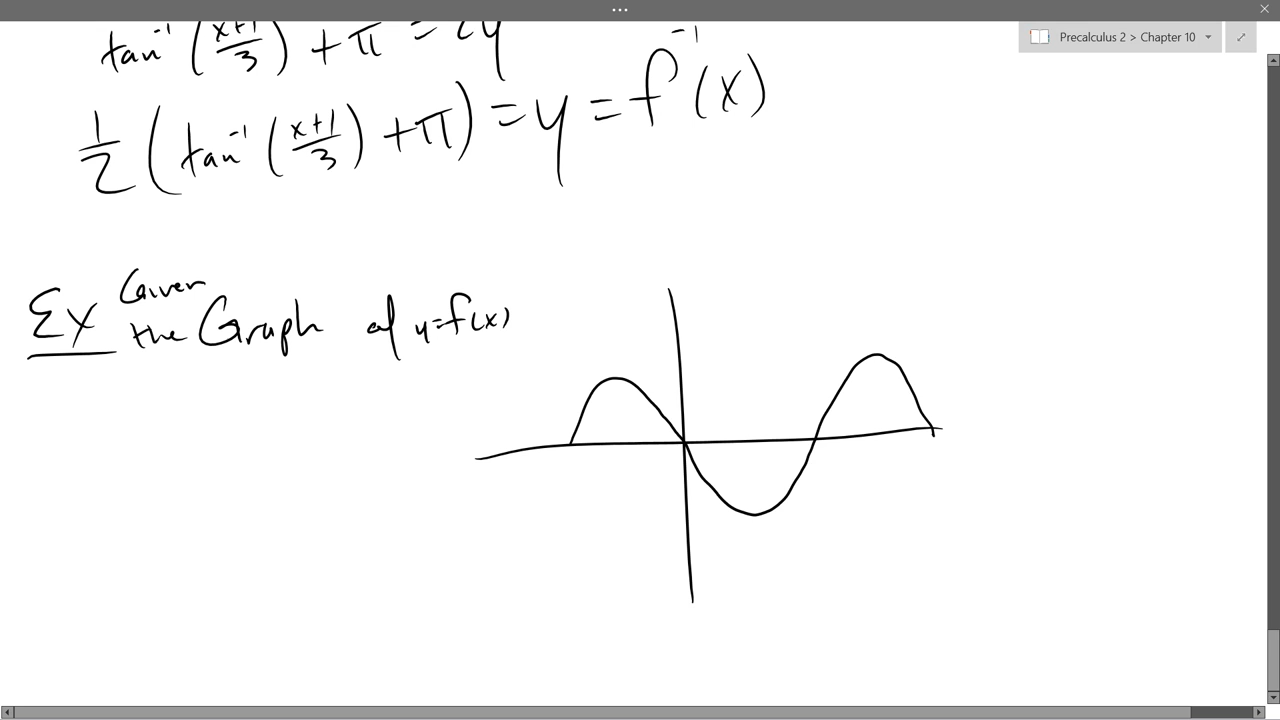 Precalculus 2 > Chapter 10
tan⁻¹((x+1)/3) + π = 2y
1/2 (tan⁻¹((x+1)/3) + π) = y = f⁻¹(x)
Ex Given
the Graph of y=f(x)